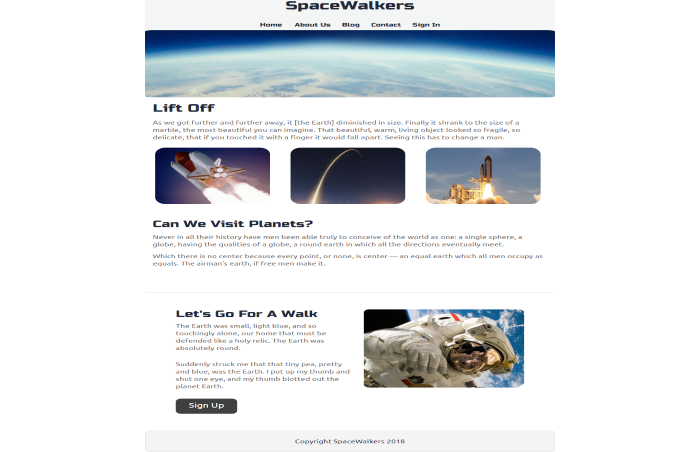 SpaceWalkers
Home About Us Blog Contact Sign In
Lift Off
As we got further and further away, it [the Earth] diminished in size. Finally it shrank to the size of a
marble, the most beautiful you can imagine. That beautiful, warm, living object looked so fragile, so
delicate, that if you touched it with a finger it would fall apart. Seeing this has to change a man.
Can We Visit Planets?
Never in all their history have men been able truly to conceive of the world as one: a single sphere, a
globe, having the qualities of a globe, a round earth in which all the directions eventually meet.
Which there is no center because every point, or none, is center — an equal earth which all men occupy as
equals. The airman's earth, if free men make it.
Let's Go For A Walk
The Earth was small, light blue, and so
touchingly alone, our home that must be
defended like a holy relic. The Earth was
absolutely round.
Suddenly struck me that that tiny pea, pretty
and blue, was the Earth. I put up my thumb and
shut one eye, and my thumb blotted out the
planet Earth.
Sign Up
Copyright SpaceWalkers 2018